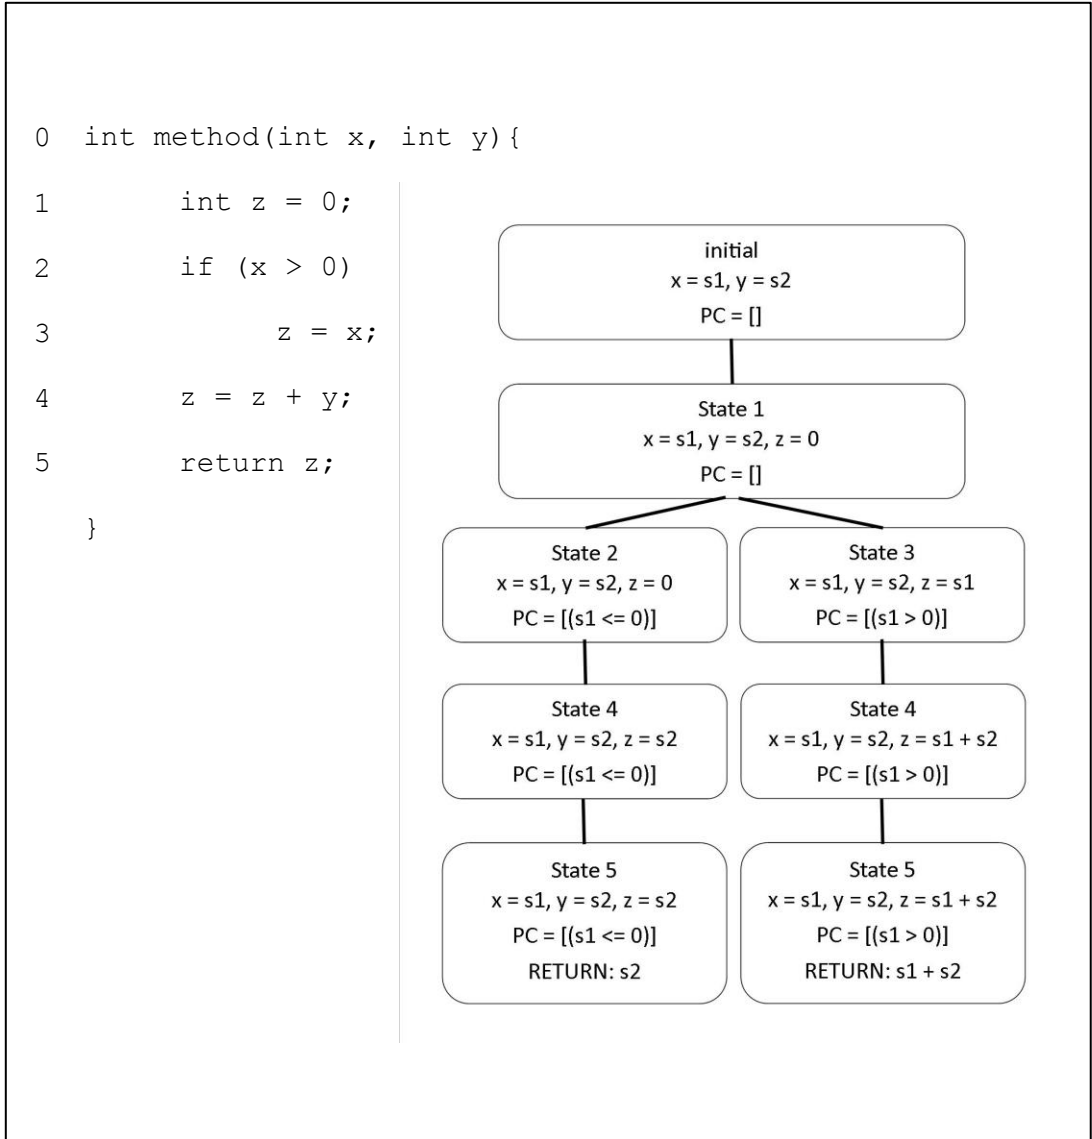 0 int method(int x, int y){
1 int z = 0;
2 if (x > 0)
3 z = x;
4 z = z + y;
5 return z;
}
initial
x = s1, y = s2
PC = []
State 1
x = s1, y = s2, z = 0
PC = []
State 2
x = s1, y = s2, z = 0
PC = [(s1 <= 0)]
State 3
x = s1, y = s2, z = s1
PC = [(s1 > 0)]
State 4
x = s1, y = s2, z = s2
PC = [(s1 <= 0)]
State 4
x = s1, y = s2, z = s1 + s2
PC = [(s1 > 0)]
State 5
x = s1, y = s2, z = s2
PC = [(s1 <= 0)]
RETURN: s2
State 5
x = s1, y = s2, z = s1 + s2
PC = [(s1 > 0)]
RETURN: s1 + s2